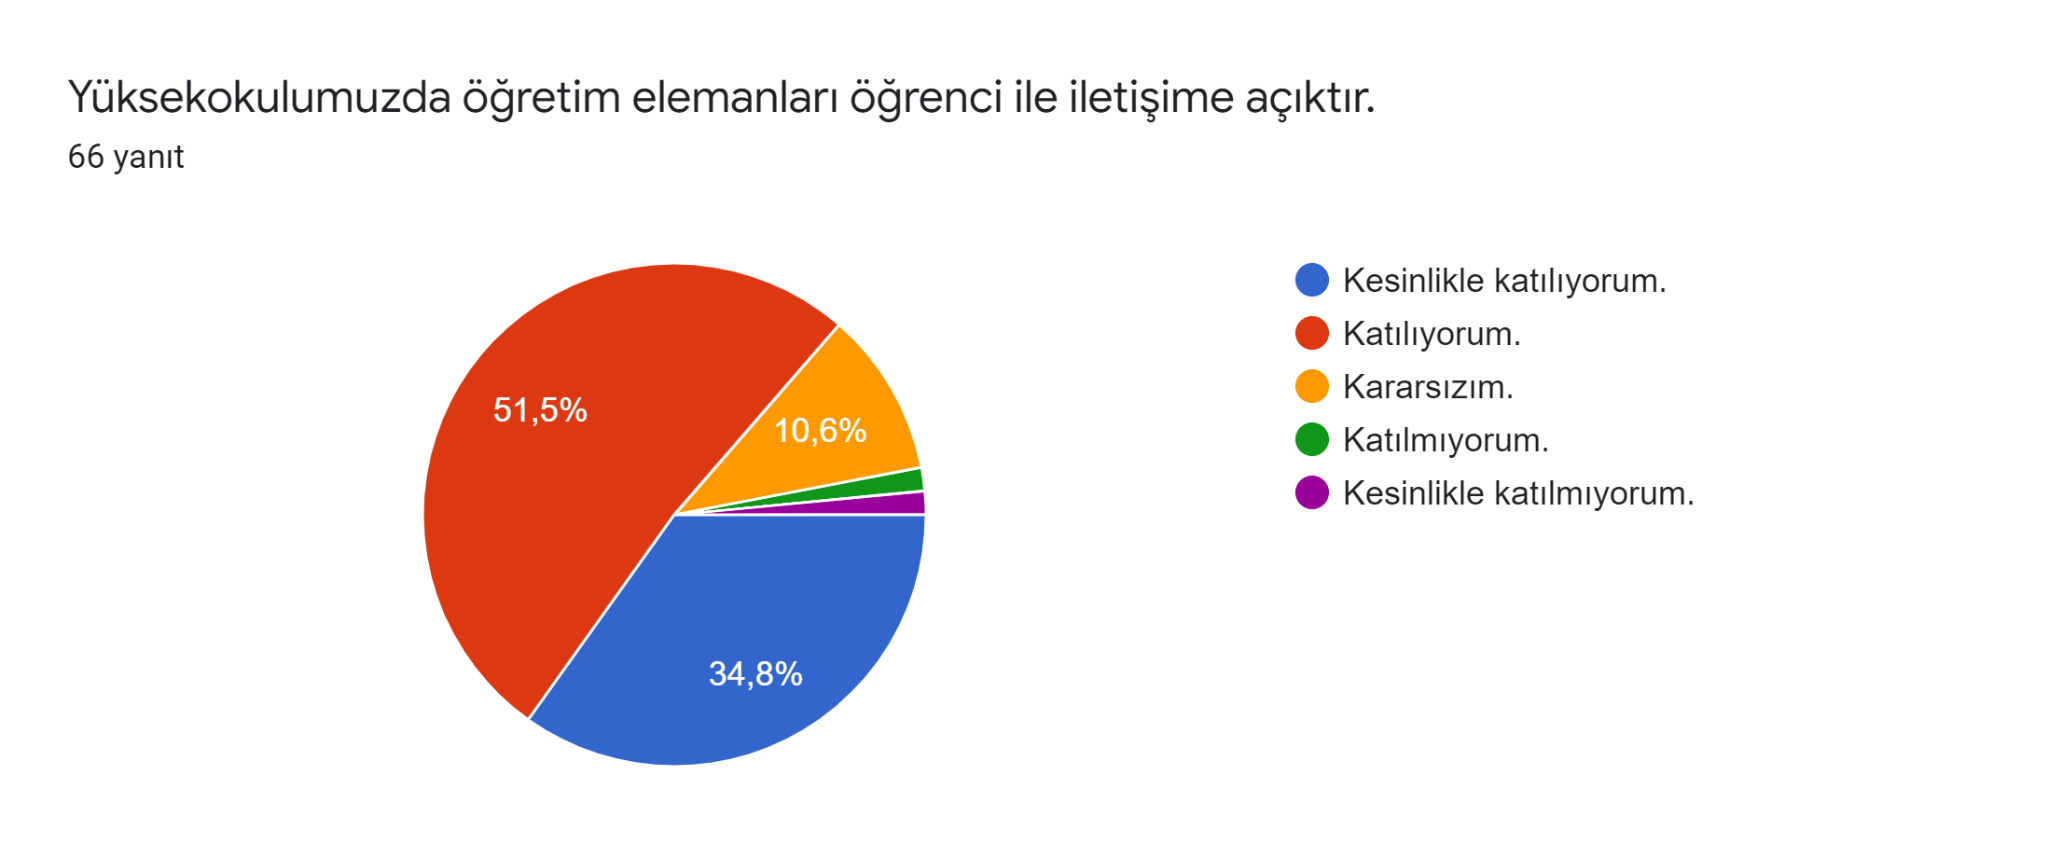 Yüksekokulumuzda öğretim elemanları öğrenci ile iletişime açıktır.
66 yanıt
51,5%
10,6%
34,8%
Kesinlikle katılıyorum.
Katılıyorum.
Kararsızım.
Katılmıyorum.
Kesinlikle katılmıyorum.